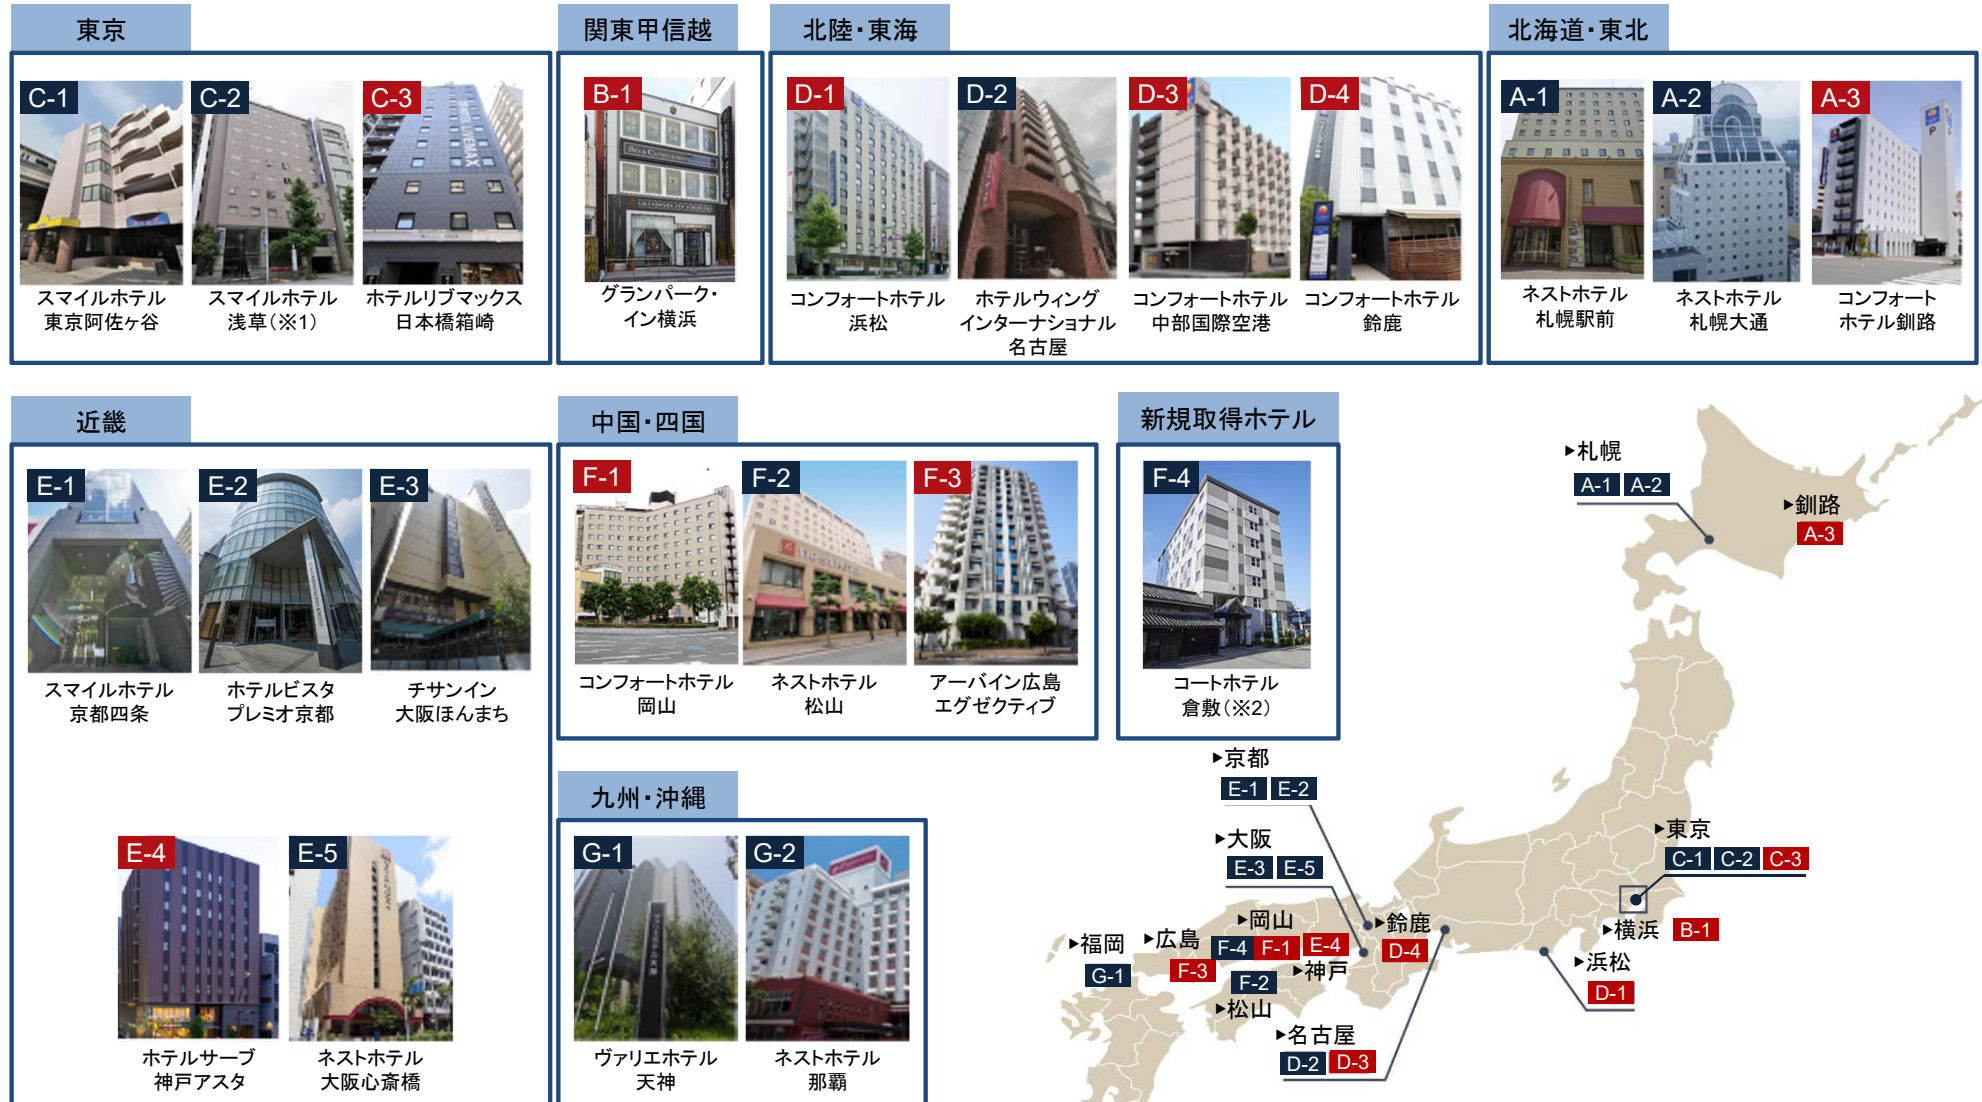 東京
C-1
スマイルホテル
東京阿佐ヶ谷
C-2
スマイルホテル
浅草(※1)
C-3
ホテルリブマックス
日本橋箱崎
関東甲信越
B-1
グランパーク・
イン横浜
北陸・東海
D-1
コンフォートホテル
浜松
D-2
ホテルウィング
インターナショナル
名古屋
D-3
コンフォートホテル
中部国際空港
D-4
コンフォートホテル
鈴鹿
北海道・東北
A-1
ネストホテル
札幌駅前
A-2
ネストホテル
札幌大通
A-3
コンフォート
ホテル釧路
近畿
E-1
スマイルホテル
京都四条
E-2
ホテルビスタ
プレミオ京都
E-3
チサンイン
大阪ほんまち
E-4
ホテルサーブ
神戸アスタ
E-5
ネストホテル
大阪心斎橋
中国・四国
F-1
コンフォートホテル
岡山
F-2
ネストホテル
松山
F-3
アーバイン広島
エグゼクティブ
新規取得ホテル
F-4
コートホテル
倉敷(※2)
九州・沖縄
G-1
ヴァリエホテル
天神
G-2
ネストホテル
那覇
▶札幌
A-1 A-2
▶釧路
A-3
▶京都
E-1 E-2
▶大阪
E-3 E-5
▶東京
C-1 C-2 C-3
▶横浜 B-1
▶浜松
D-1
▶鈴鹿
D-4
▶岡山
F-4 F-1
E-4
▶神戸
▶広島
F-3
▶福岡
G-1
F-2
▶松山
▶名古屋
D-2 D-3